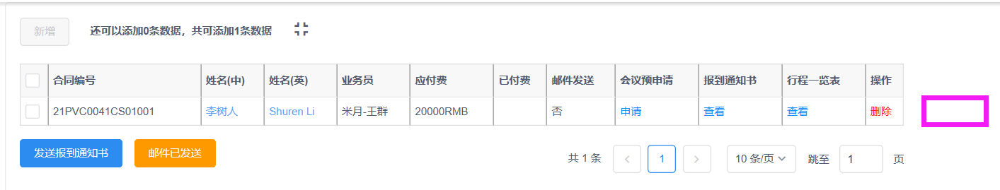 新增 还可以添加0条数据，共可添加1条数据
合同编号 姓名(中) 姓名(英) 业务员 应付费 已付费 邮件发送 会议预申请 报到通知书 行程一览表 操作
21PVC0041CS01001 李树人 Shuren Li 米月-王群 20000RMB 否 申请 查看 查看 删除
发送报到通知书 邮件已发送 共 1 条 1 10 条/页 跳至 1 页